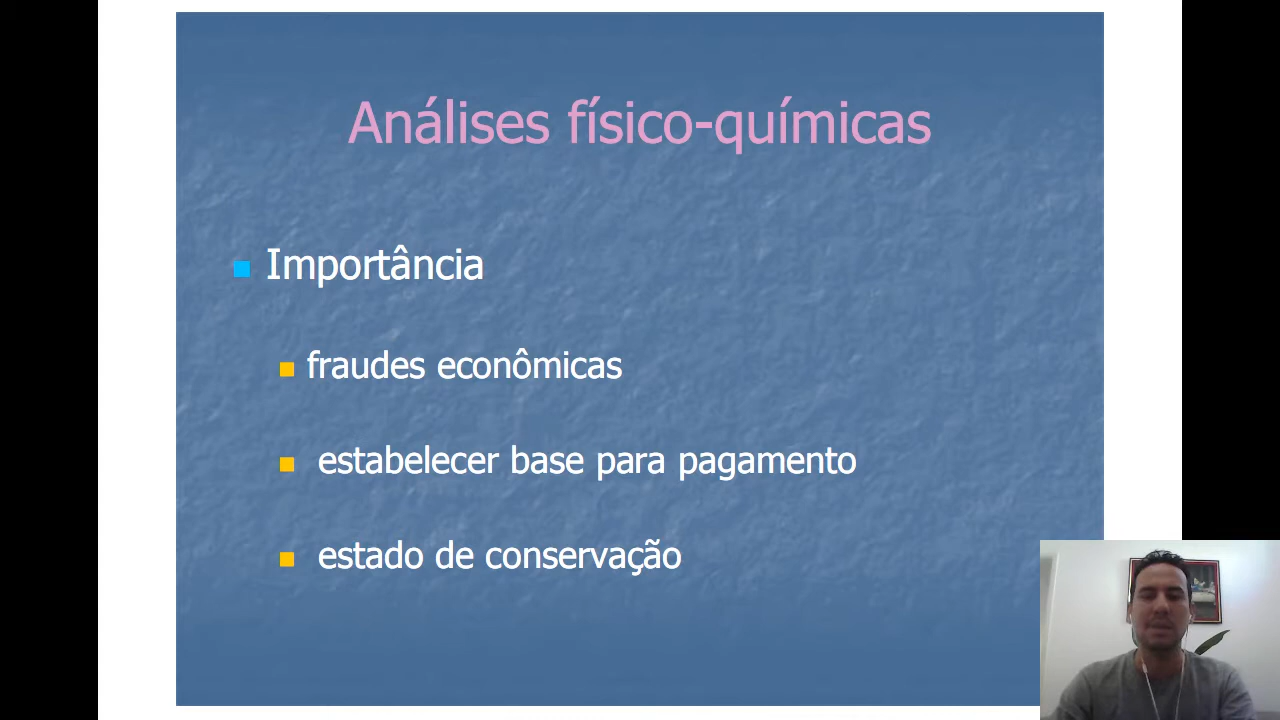 Análises físico-químicas
Importância
fraudes econômicas
estabelecer base para pagamento
estado de conservação